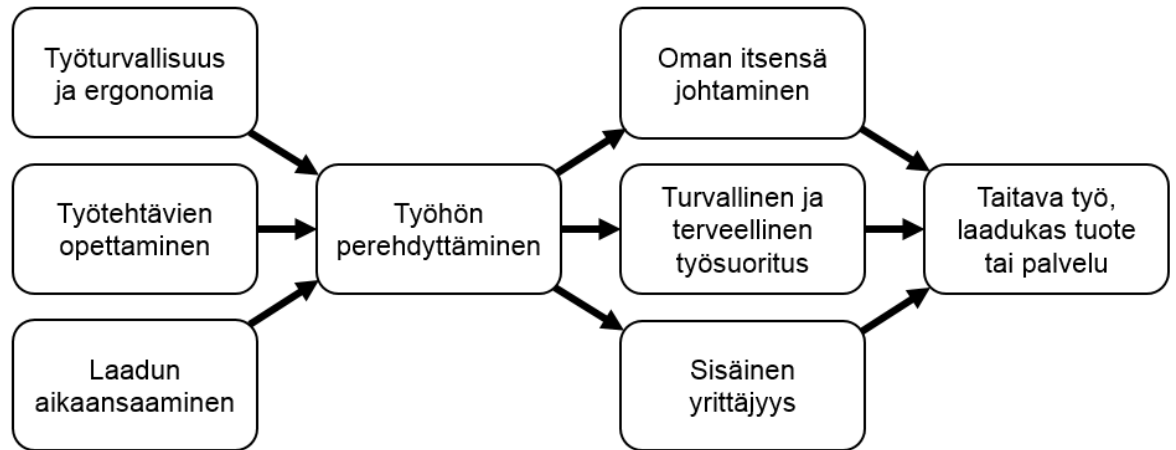 Työturvallisuus
ja ergonomia
Työtehtävien
opettaminen
Laadun
aikaansaaminen
Työhön
perehdyttäminen
Oman itsensä
johtaminen
Turvallinen ja
terveellinen
työsuoritus
Sisäinen
yrittäjyys
Taitava työ,
laadukas tuote
tai palvelu